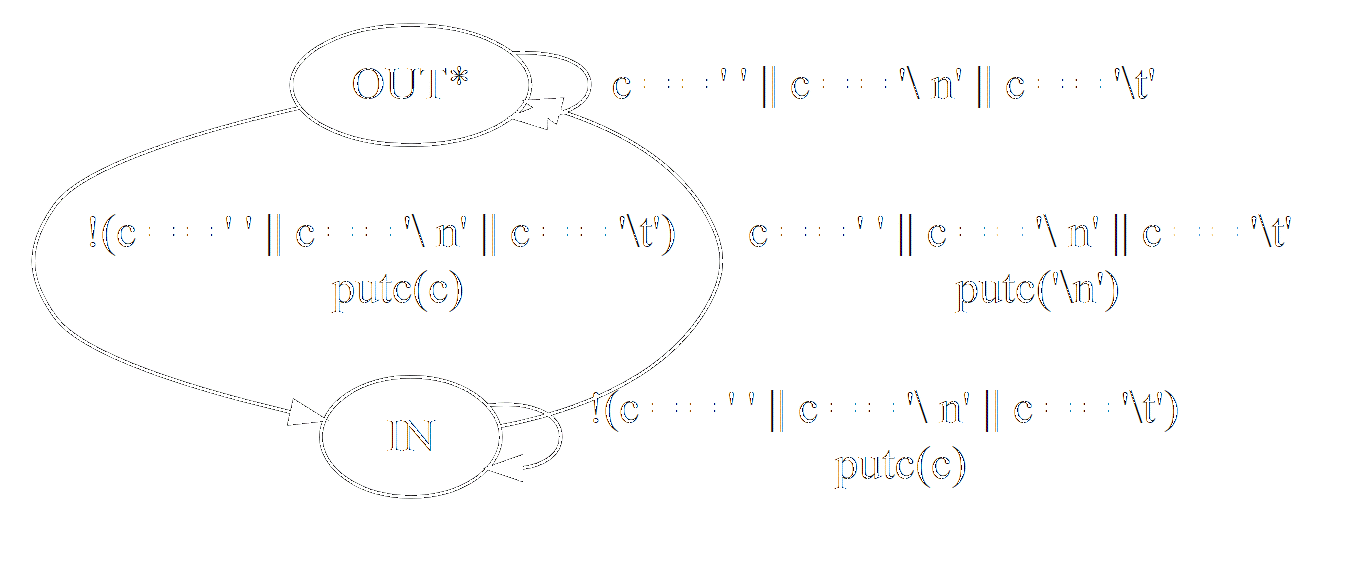 OUT*
c == ' ' || c == '\ n' || c == '\t'
!(c == ' ' || c == '\ n' || c == '\t')
putc(c)
c == ' ' || c == '\ n' || c == '\t'
putc('\n')
!(c == ' ' || c == '\ n' || c == '\t')
putc(c)
IN